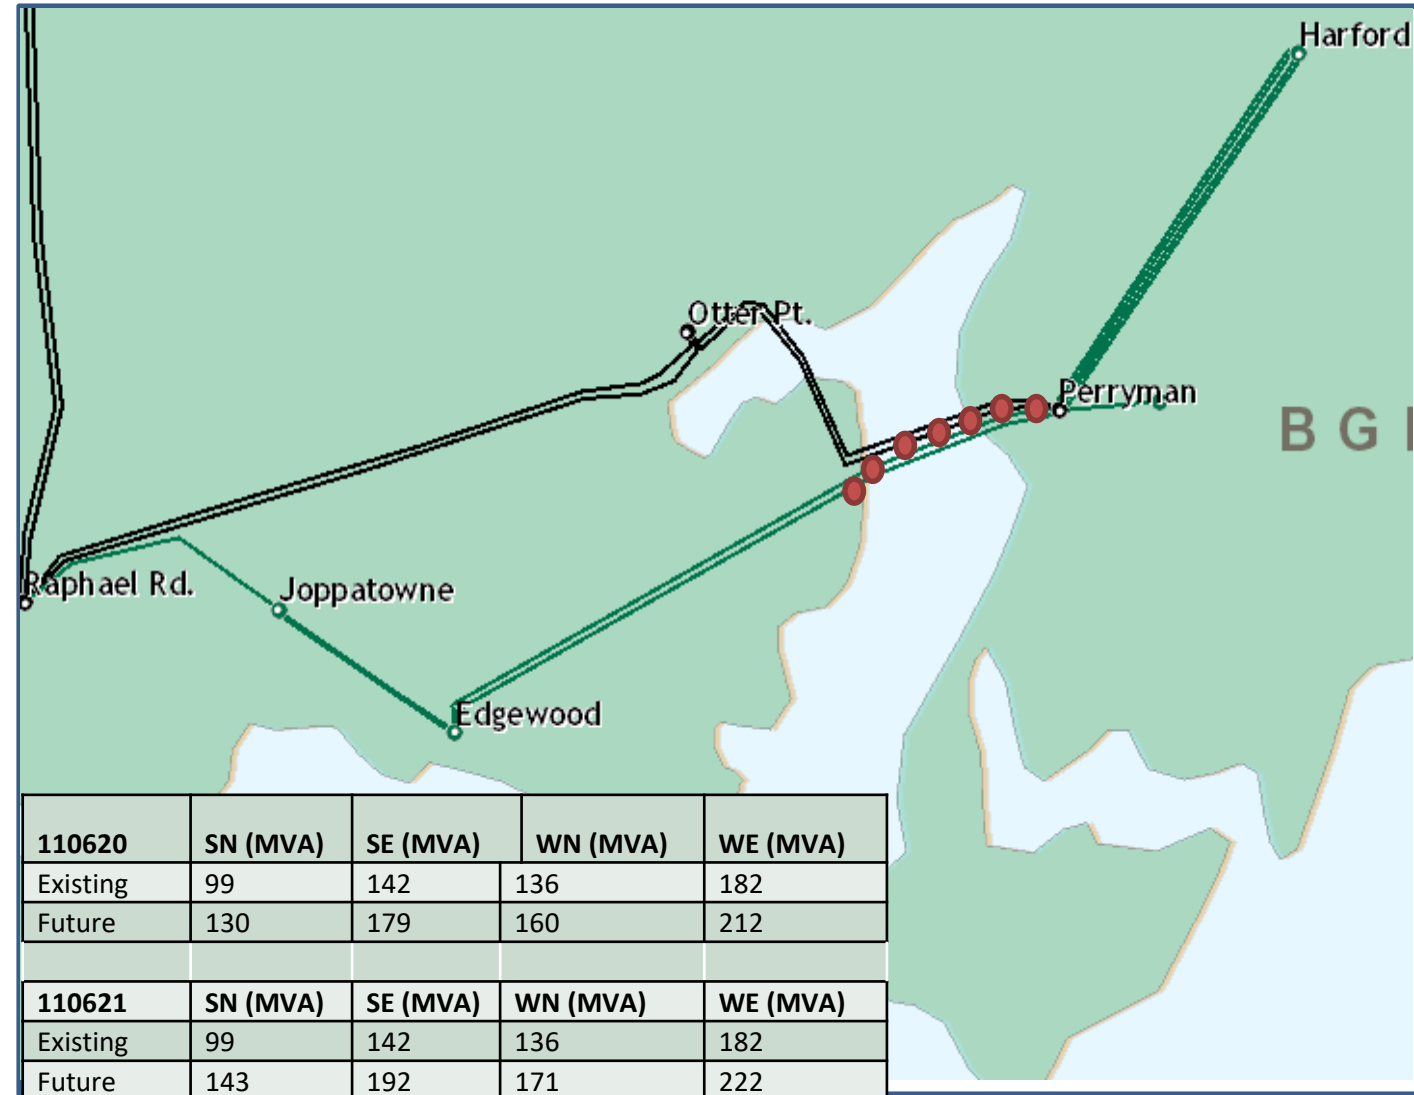 Harford
Otter Pt.
Perryman
B G
Raphael Rd.
Joppatowne
Edgewood
110620 SN (MVA) SE (MVA) WN (MVA) WE (MVA)
Existing 99 142 136 182
Future 130 179 160 212
110621 SN (MVA) SE (MVA) WN (MVA) WE (MVA)
Existing 99 142 136 182
Future 143 192 171 222